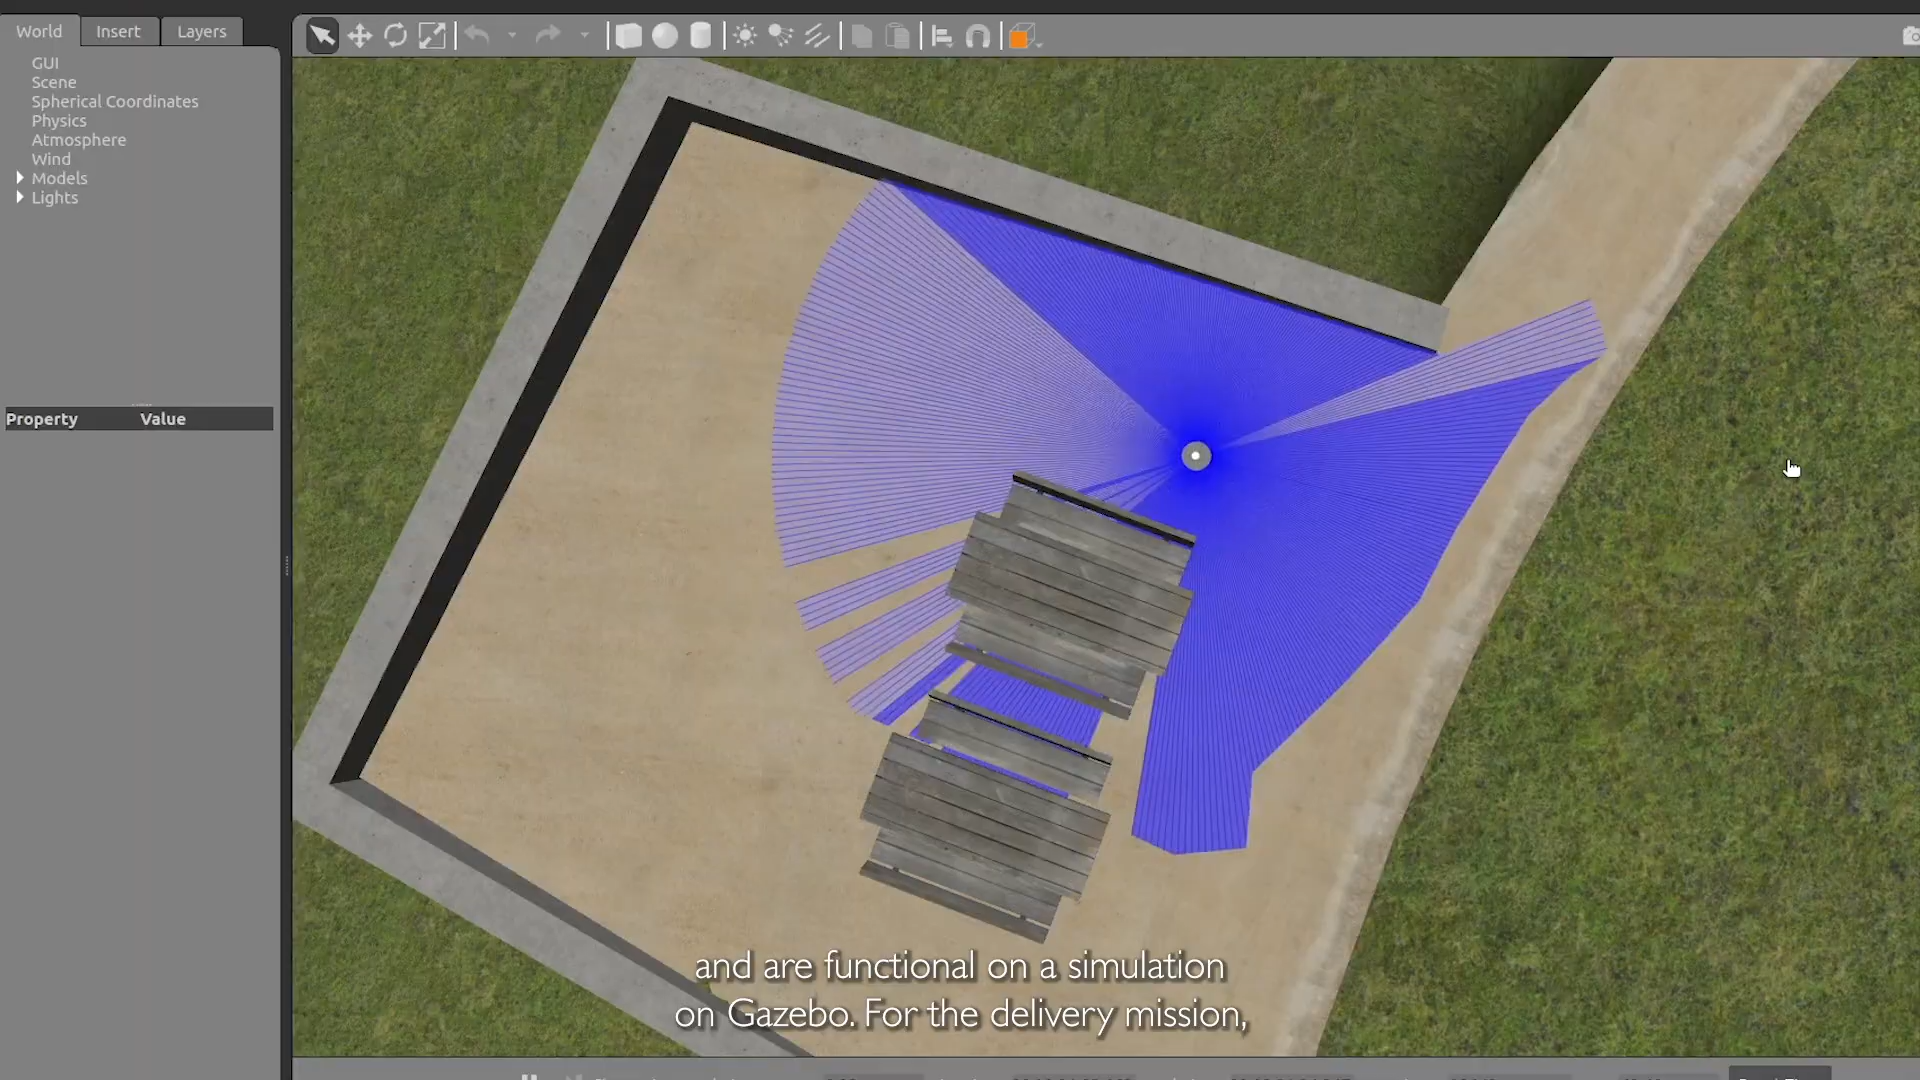 World Insert Layers
GUI
Scene
Spherical Coordinates
Physics
Atmosphere
Wind
Models
Lights
Property Value
and are functional on a simulation
on Gazebo. For the delivery mission,